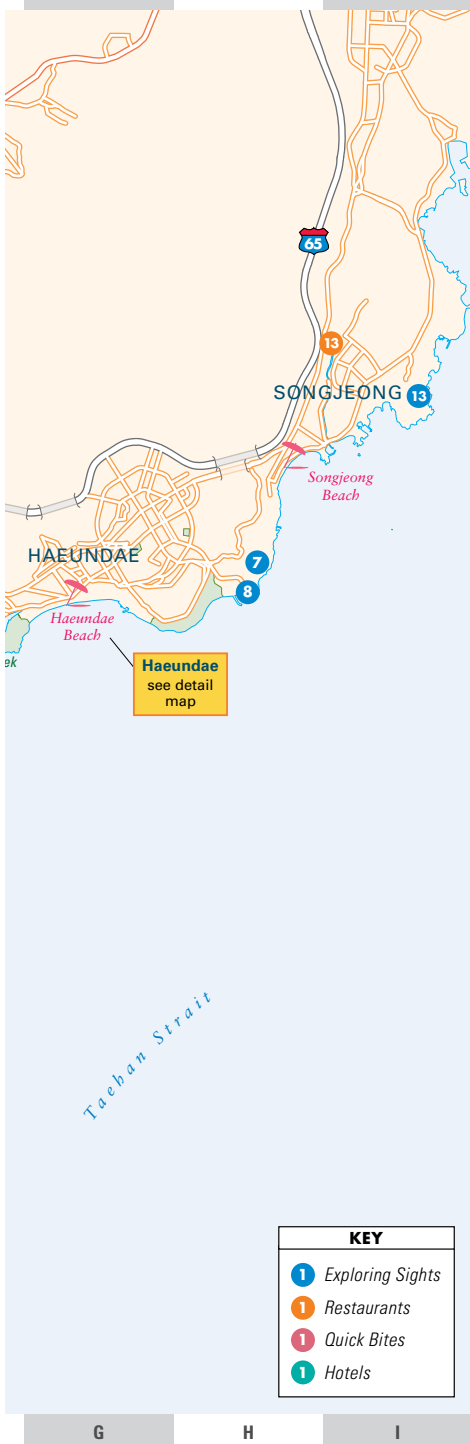 65
13
SONGJEONG
13
Songjeong
Beach
HAEUNDAE
7
8
Haeundae
Beach
ek
Haeundae
see detail
map
Taehan Strait
KEY
1 Exploring Sights
1 Restaurants
1 Quick Bites
1 Hotels
G H I